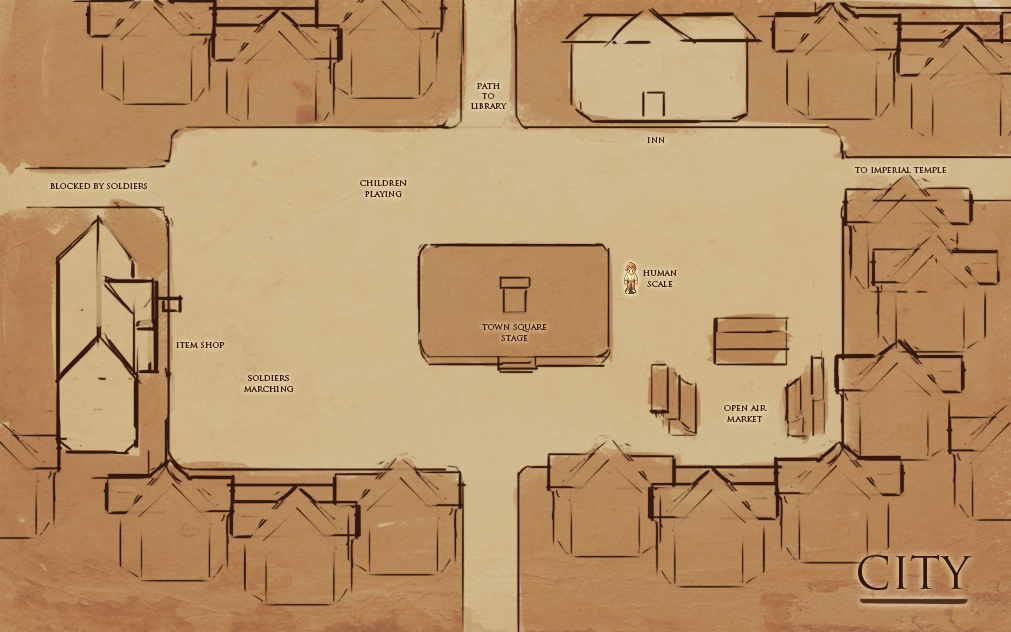 PATH
TO
LIBRARY
INN
TO IMPERIAL TEMPLE
BLOCKED BY SOLDIERS
CHILDREN
PLAYING
HUMAN
SCALE
TOWN SQUARE
STAGE
ITEM SHOP
SOLDIERS
MARCHING
OPEN AIR
MARKET
CITY